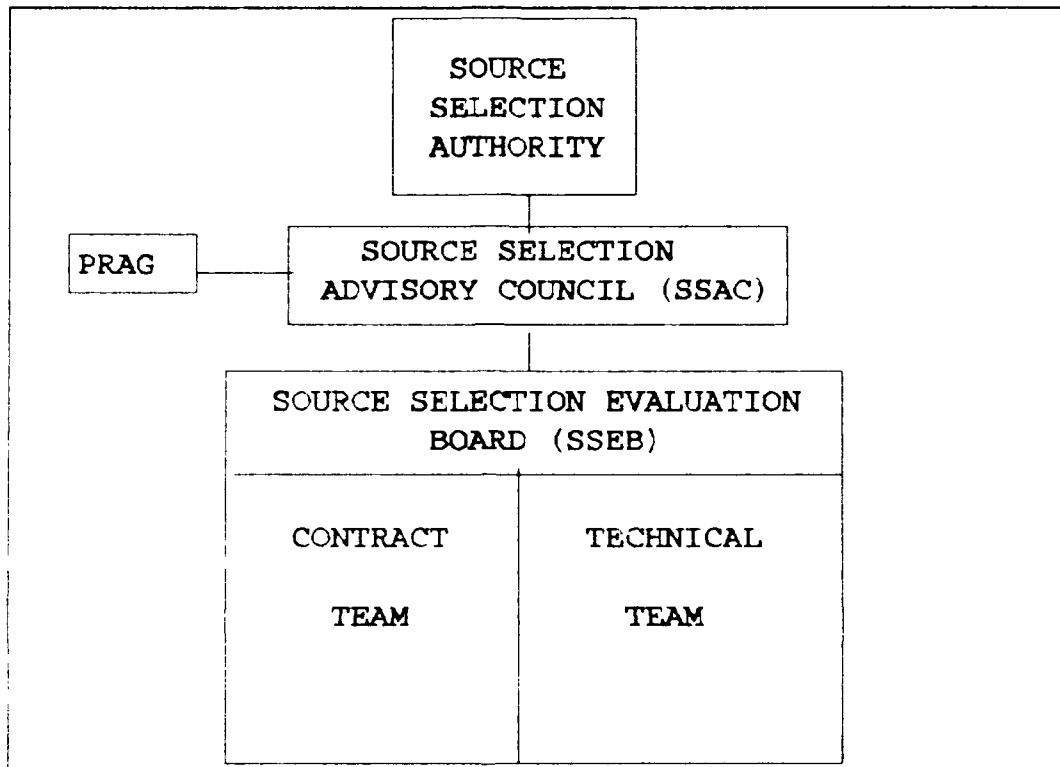 SOURCE
SELECTION
AUTHORITY
PRAG
SOURCE SELECTION
ADVISORY COUNCIL (SSAC)
SOURCE SELECTION EVALUATION
BOARD (SSEB)
CONTRACT
TEAM
TECHNICAL
TEAM